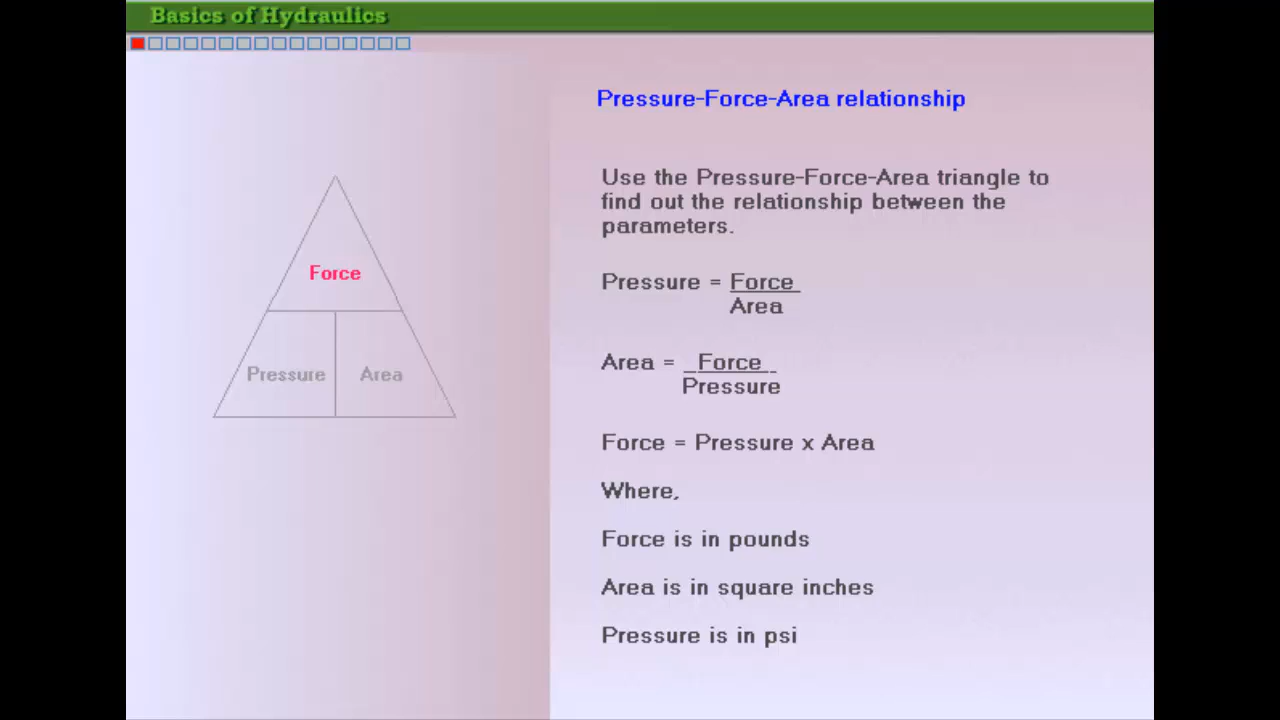 Basics of Hydraulics
Pressure-Force-Area relationship
Use the Pressure-Force-Area triangle to
find out the relationship between the
parameters.
Pressure = Force
Area
Area = Force
Pressure
Force = Pressure x Area
Where,
Force is in pounds
Area is in square inches
Pressure is in psi
Force
Pressure
Area